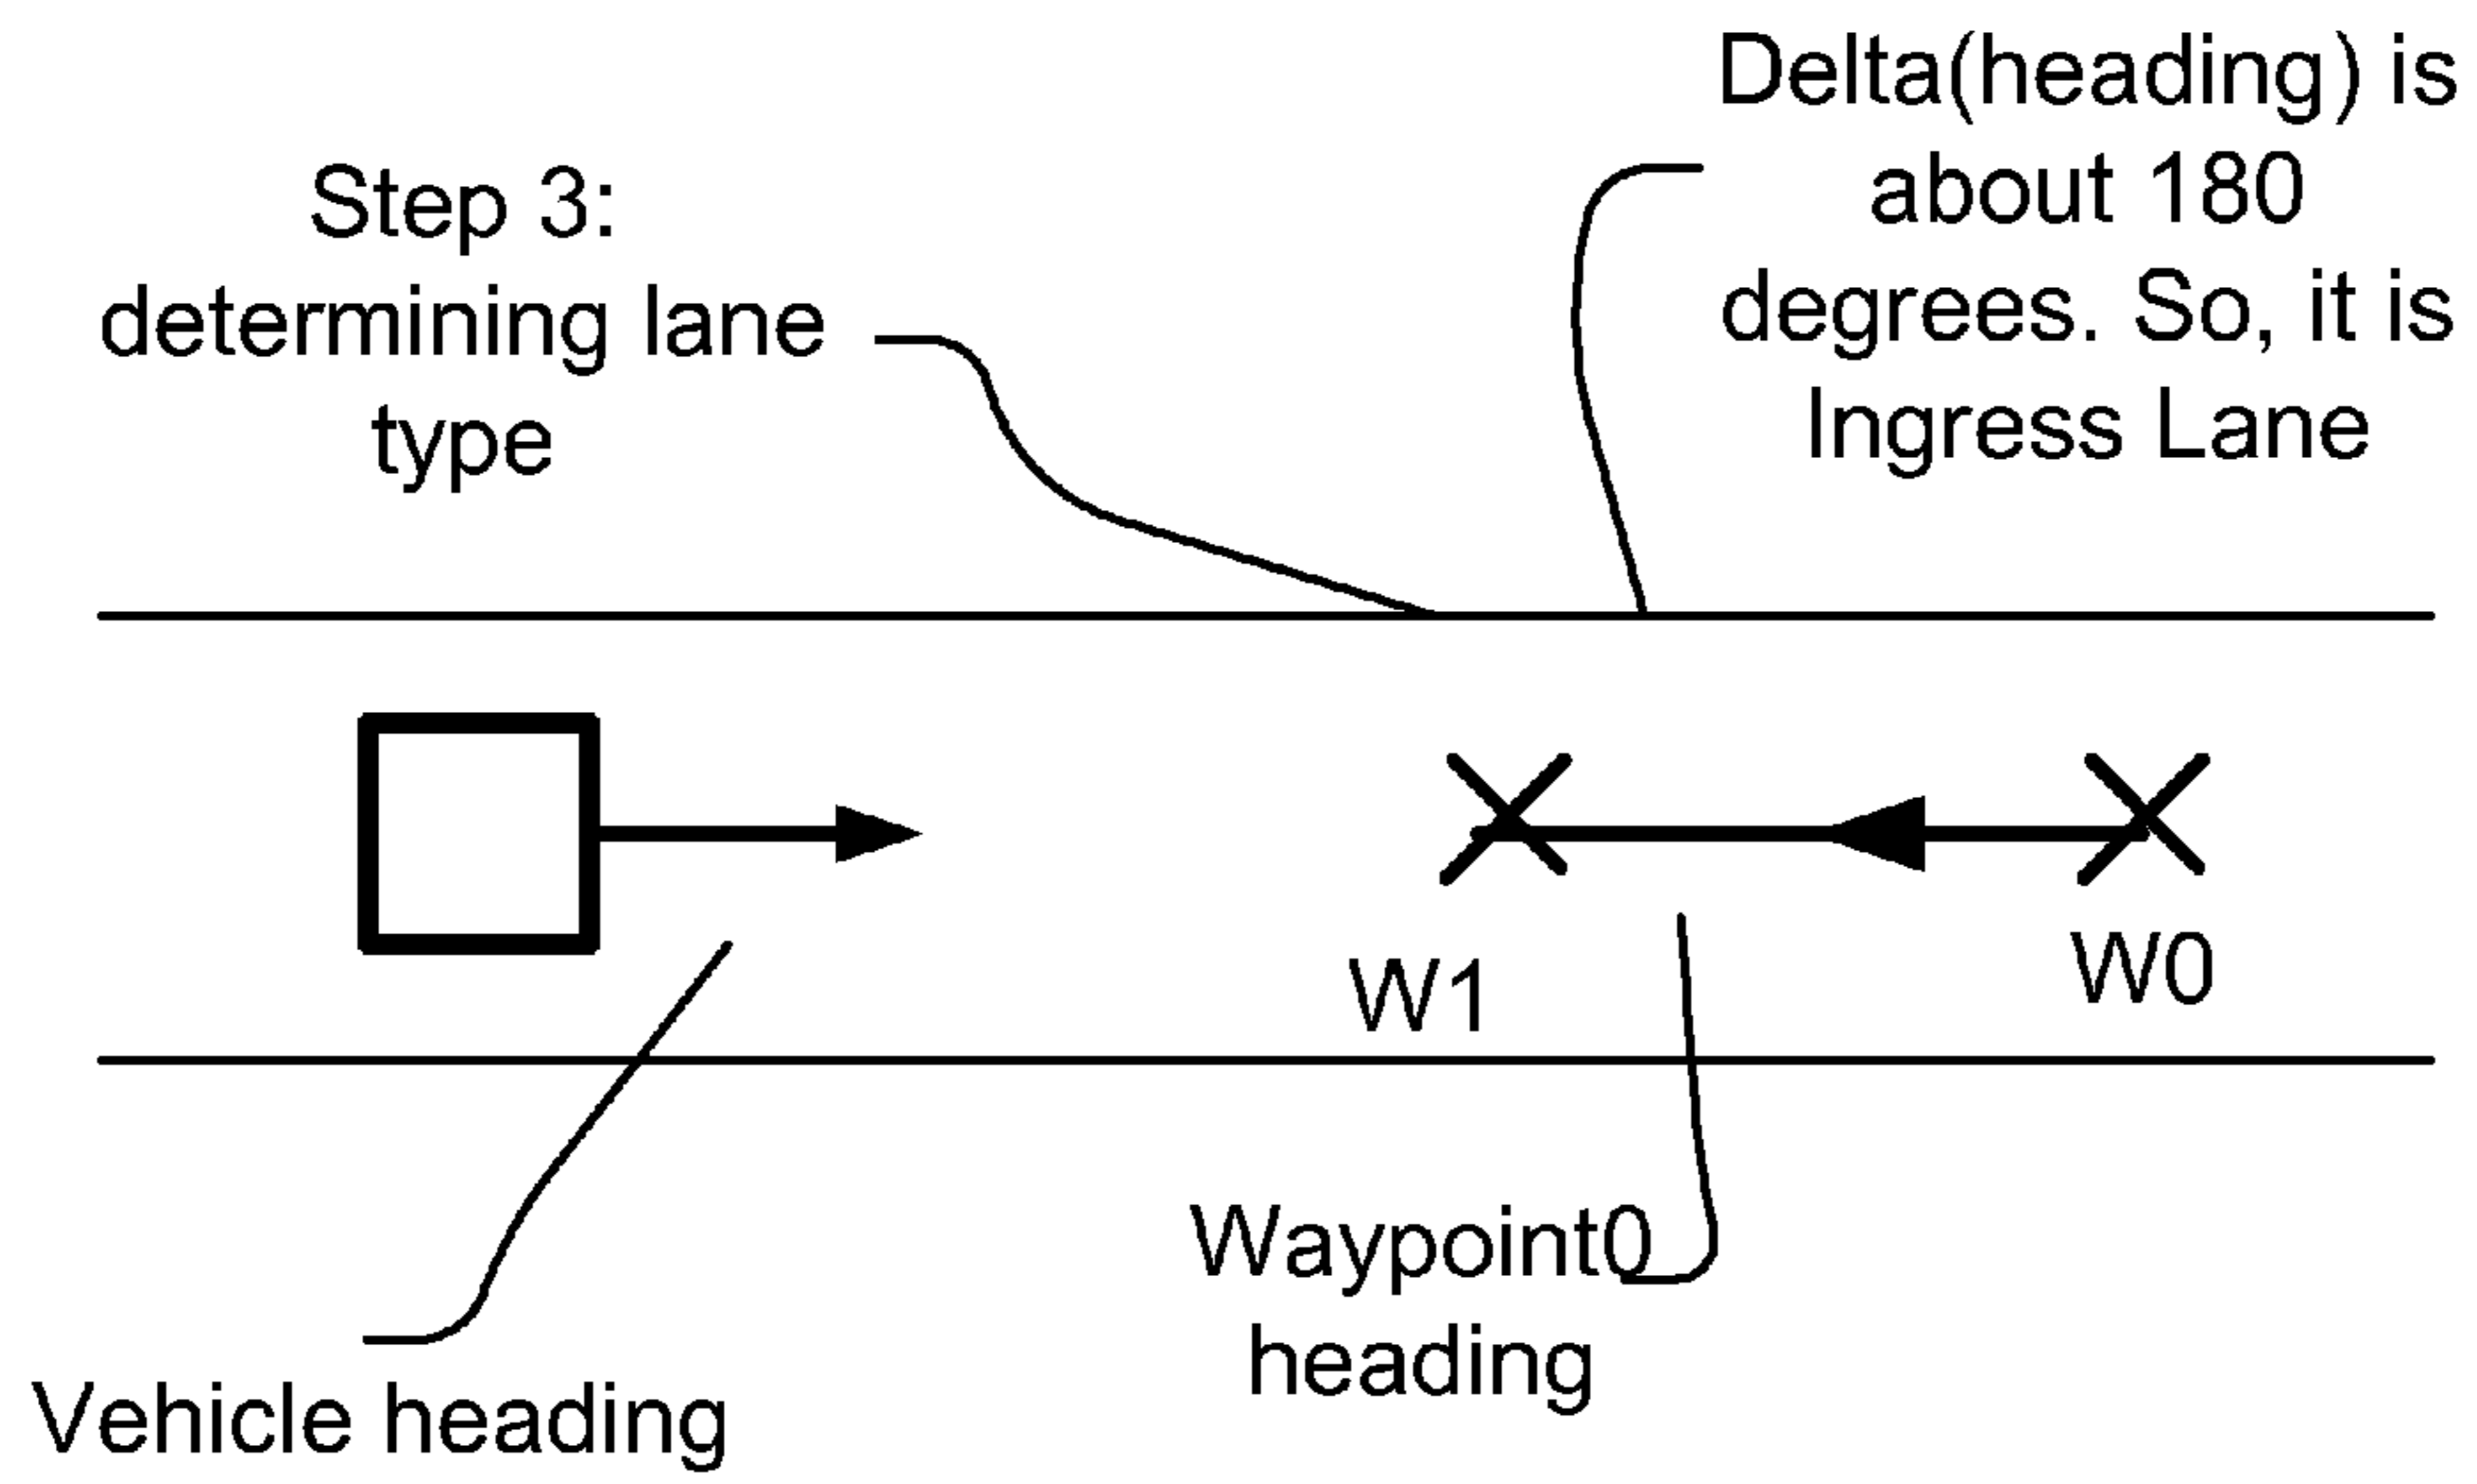 Step 3:
determining lane
type
Delta(heading) is
about 180
degrees. So, it is
Ingress Lane
W1
W0
Waypoint0
heading
Vehicle heading